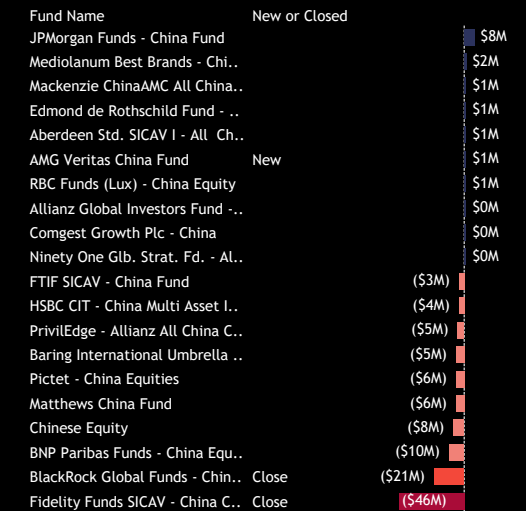 Fund Name New or Closed
JPMorgan Funds - China Fund $8M
Mediolanum Best Brands - Chi.. $2M
Mackenzie ChinaAMC All China.. $1M
Edmond de Rothschild Fund - .. $1M
Aberdeen Std. SICAV I - All Ch.. $1M
AMG Veritas China Fund New $1M
RBC Funds (Lux) - China Equity $1M
Allianz Global Investors Fund -.. $0M
Comgest Growth Plc - China $0M
Ninety One Glb. Strat. Fd. - Al.. $0M
FTIF SICAV - China Fund ($3M)
HSBC CIT - China Multi Asset I.. ($4M)
PrivilEdge - Allianz All China C.. ($5M)
Baring International Umbrella .. ($5M)
Pictet - China Equities ($6M)
Matthews China Fund ($6M)
Chinese Equity ($8M)
BNP Paribas Funds - China Equ.. ($10M)
BlackRock Global Funds - Chin.. Close ($21M)
Fidelity Funds SICAV - China C.. Close ($46M)